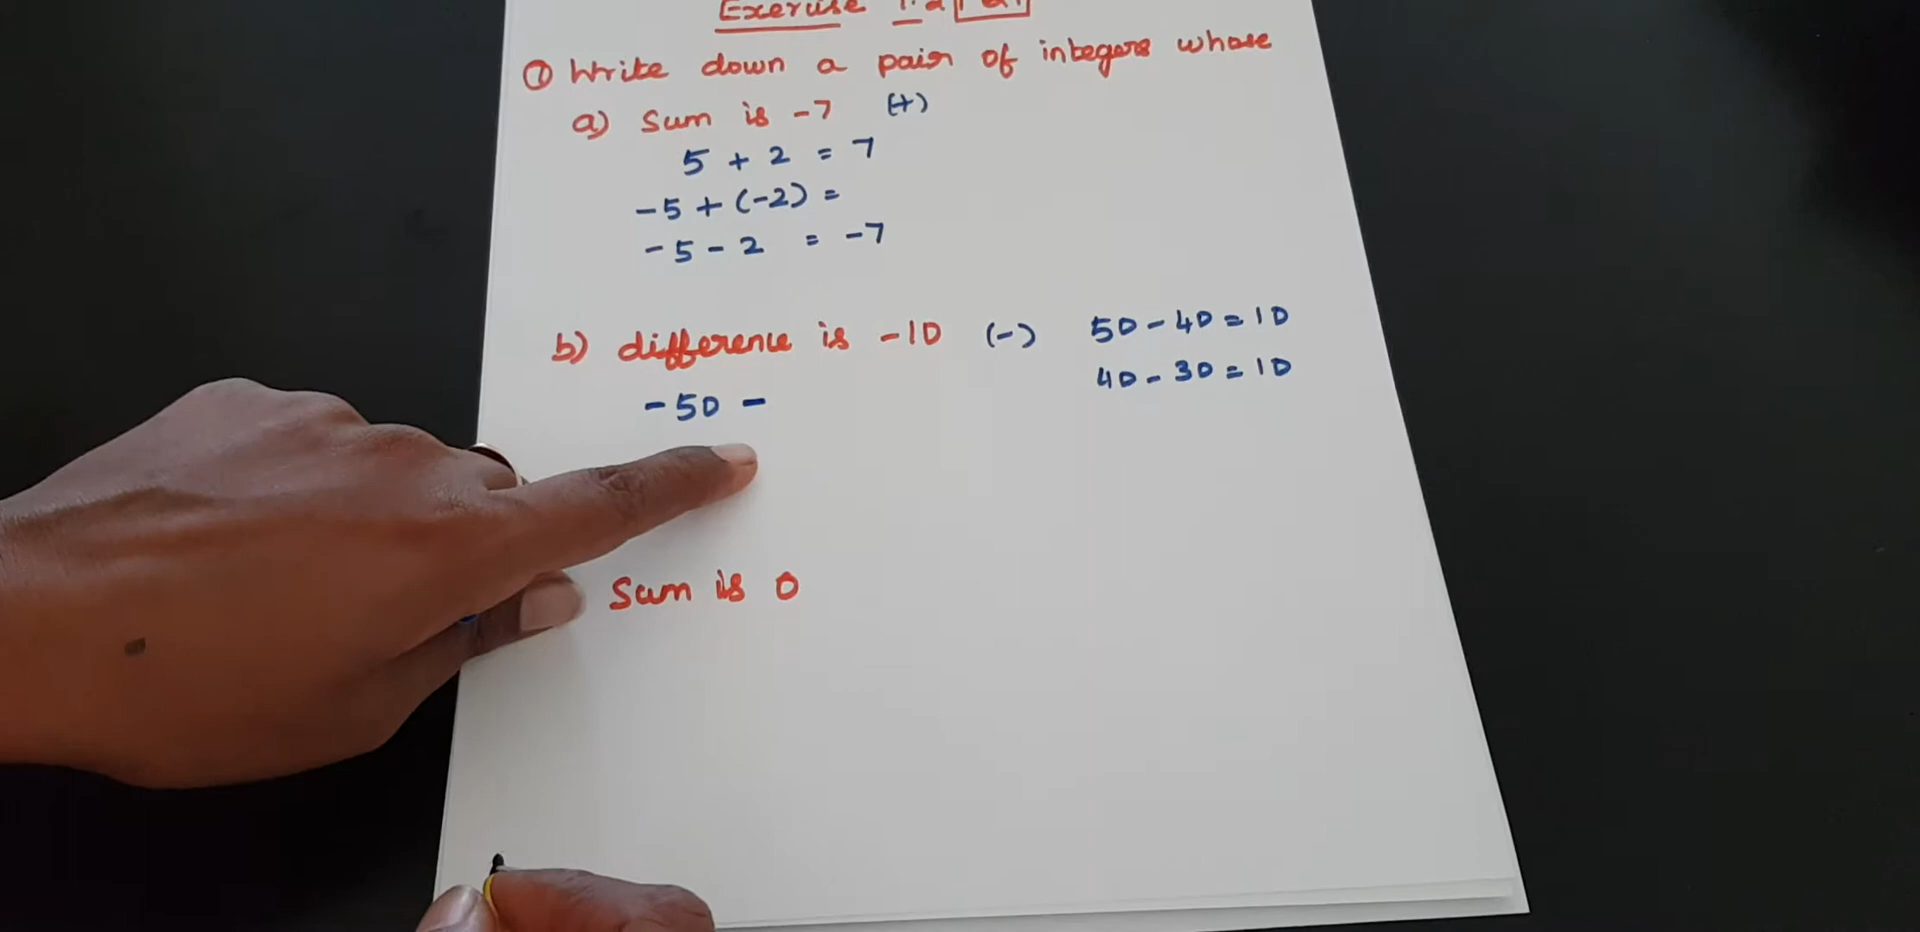 Exercise
① Write down a pair of integers whose
a) Sum is -7 (+)
5 + 2 = 7
-5 + (-2) =
-5 - 2 = -7
b) difference is -10 (-)
50 - 40 = 10
40 - 30 = 10
-50 -
Sum is 0